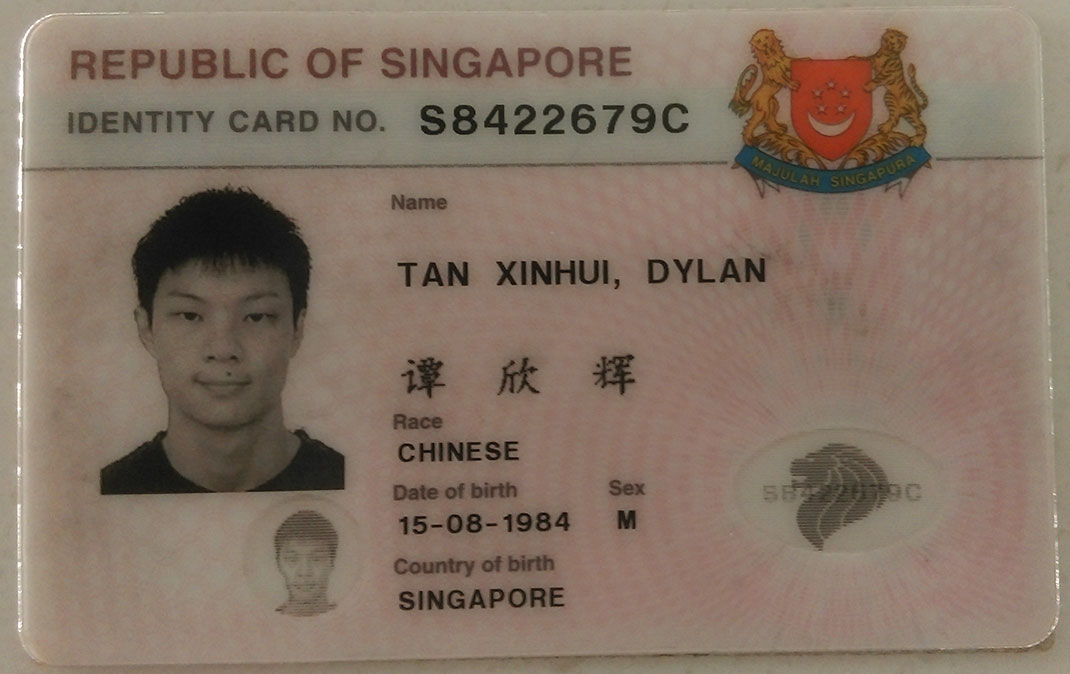 REPUBLIC OF SINGAPORE
IDENTITY CARD NO. S8422679C
MAJULAH SINGAPURA
Name
TAN XINHUI, DYLAN
谭欣辉
Race
CHINESE
Date of birth Sex
15-08-1984 M
S8422679C
Country of birth
SINGAPORE